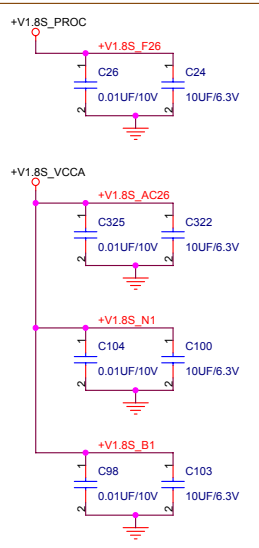 +V1.8S_PROC
+V1.8S_F26
1 1
C26 C24
0.01UF/10V 10UF/6.3V
2 2
+V1.8S_VCCA
+V1.8S_AC26
1 1
C325 C322
0.01UF/10V 10UF/6.3V
2 2
+V1.8S_N1
1 1
C104 C100
0.01UF/10V 10UF/6.3V
2 2
+V1.8S_B1
1 1
C98 C103
0.01UF/10V 10UF/6.3V
2 2